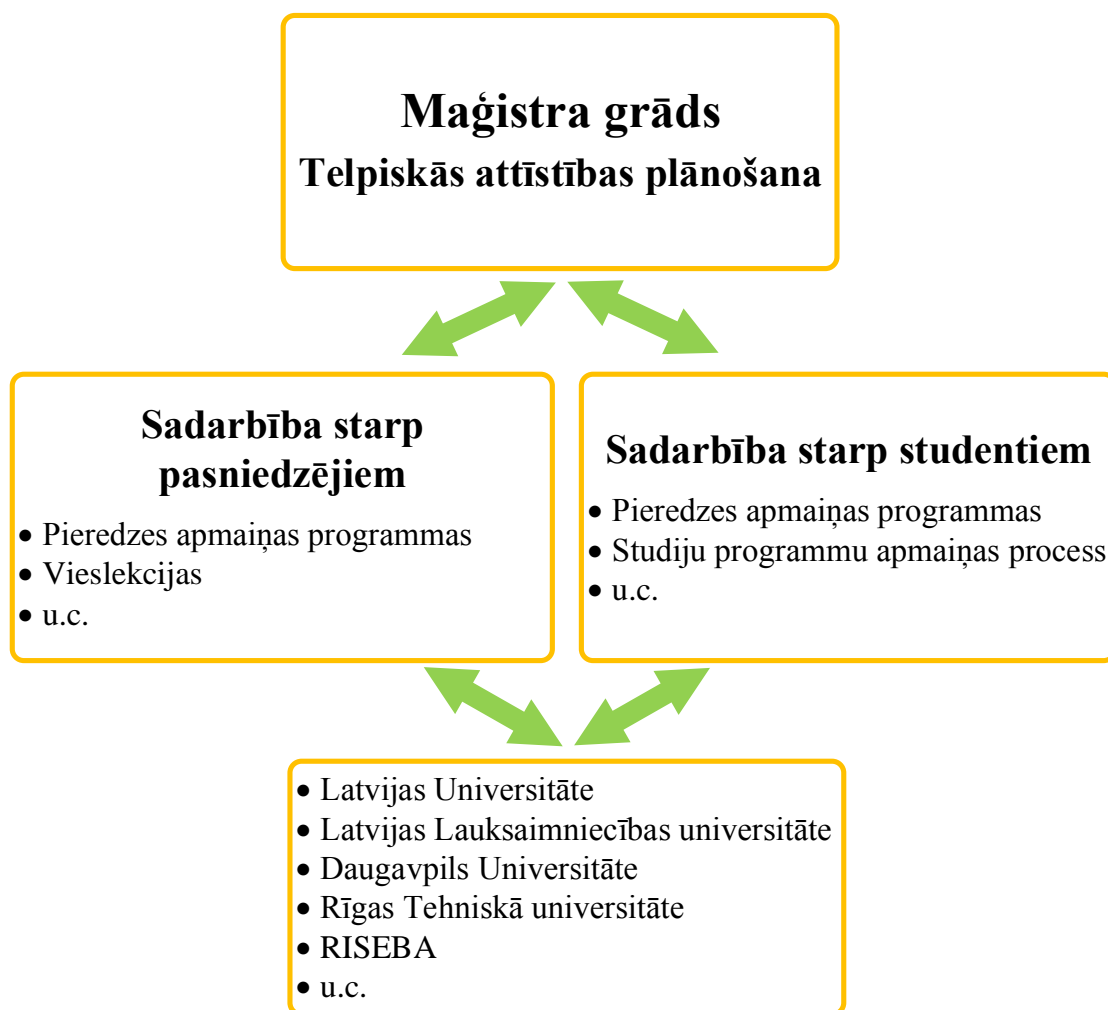 Maģistra grāds
Telpiskās attīstības plānošana
Sadarbība starp
pasniedzējiem
• Pieredzes apmaiņas programmas
• Vieslekcijas
• u.c.
Sadarbība starp studentiem
• Pieredzes apmaiņas programmas
• Studiju programmu apmaiņas process
• u.c.
• Latvijas Universitāte
• Latvijas Lauksaimniecības universitāte
• Daugavpils Universitāte
• Rīgas Tehniskā universitāte
• RISEBA
• u.c.